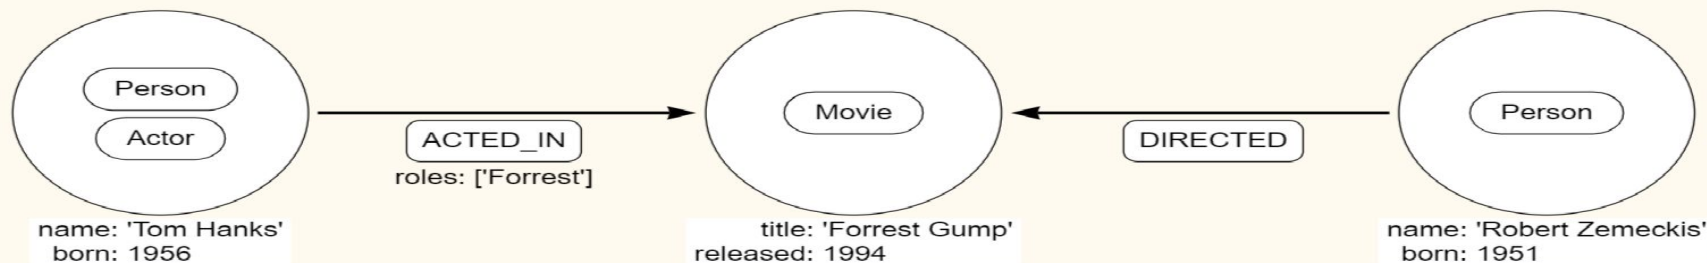 Person
Actor
ACTED_IN
roles: ['Forrest']
name: 'Tom Hanks'
born: 1956
Movie
title: 'Forrest Gump'
released: 1994
DIRECTED
Person
name: 'Robert Zemeckis'
born: 1951